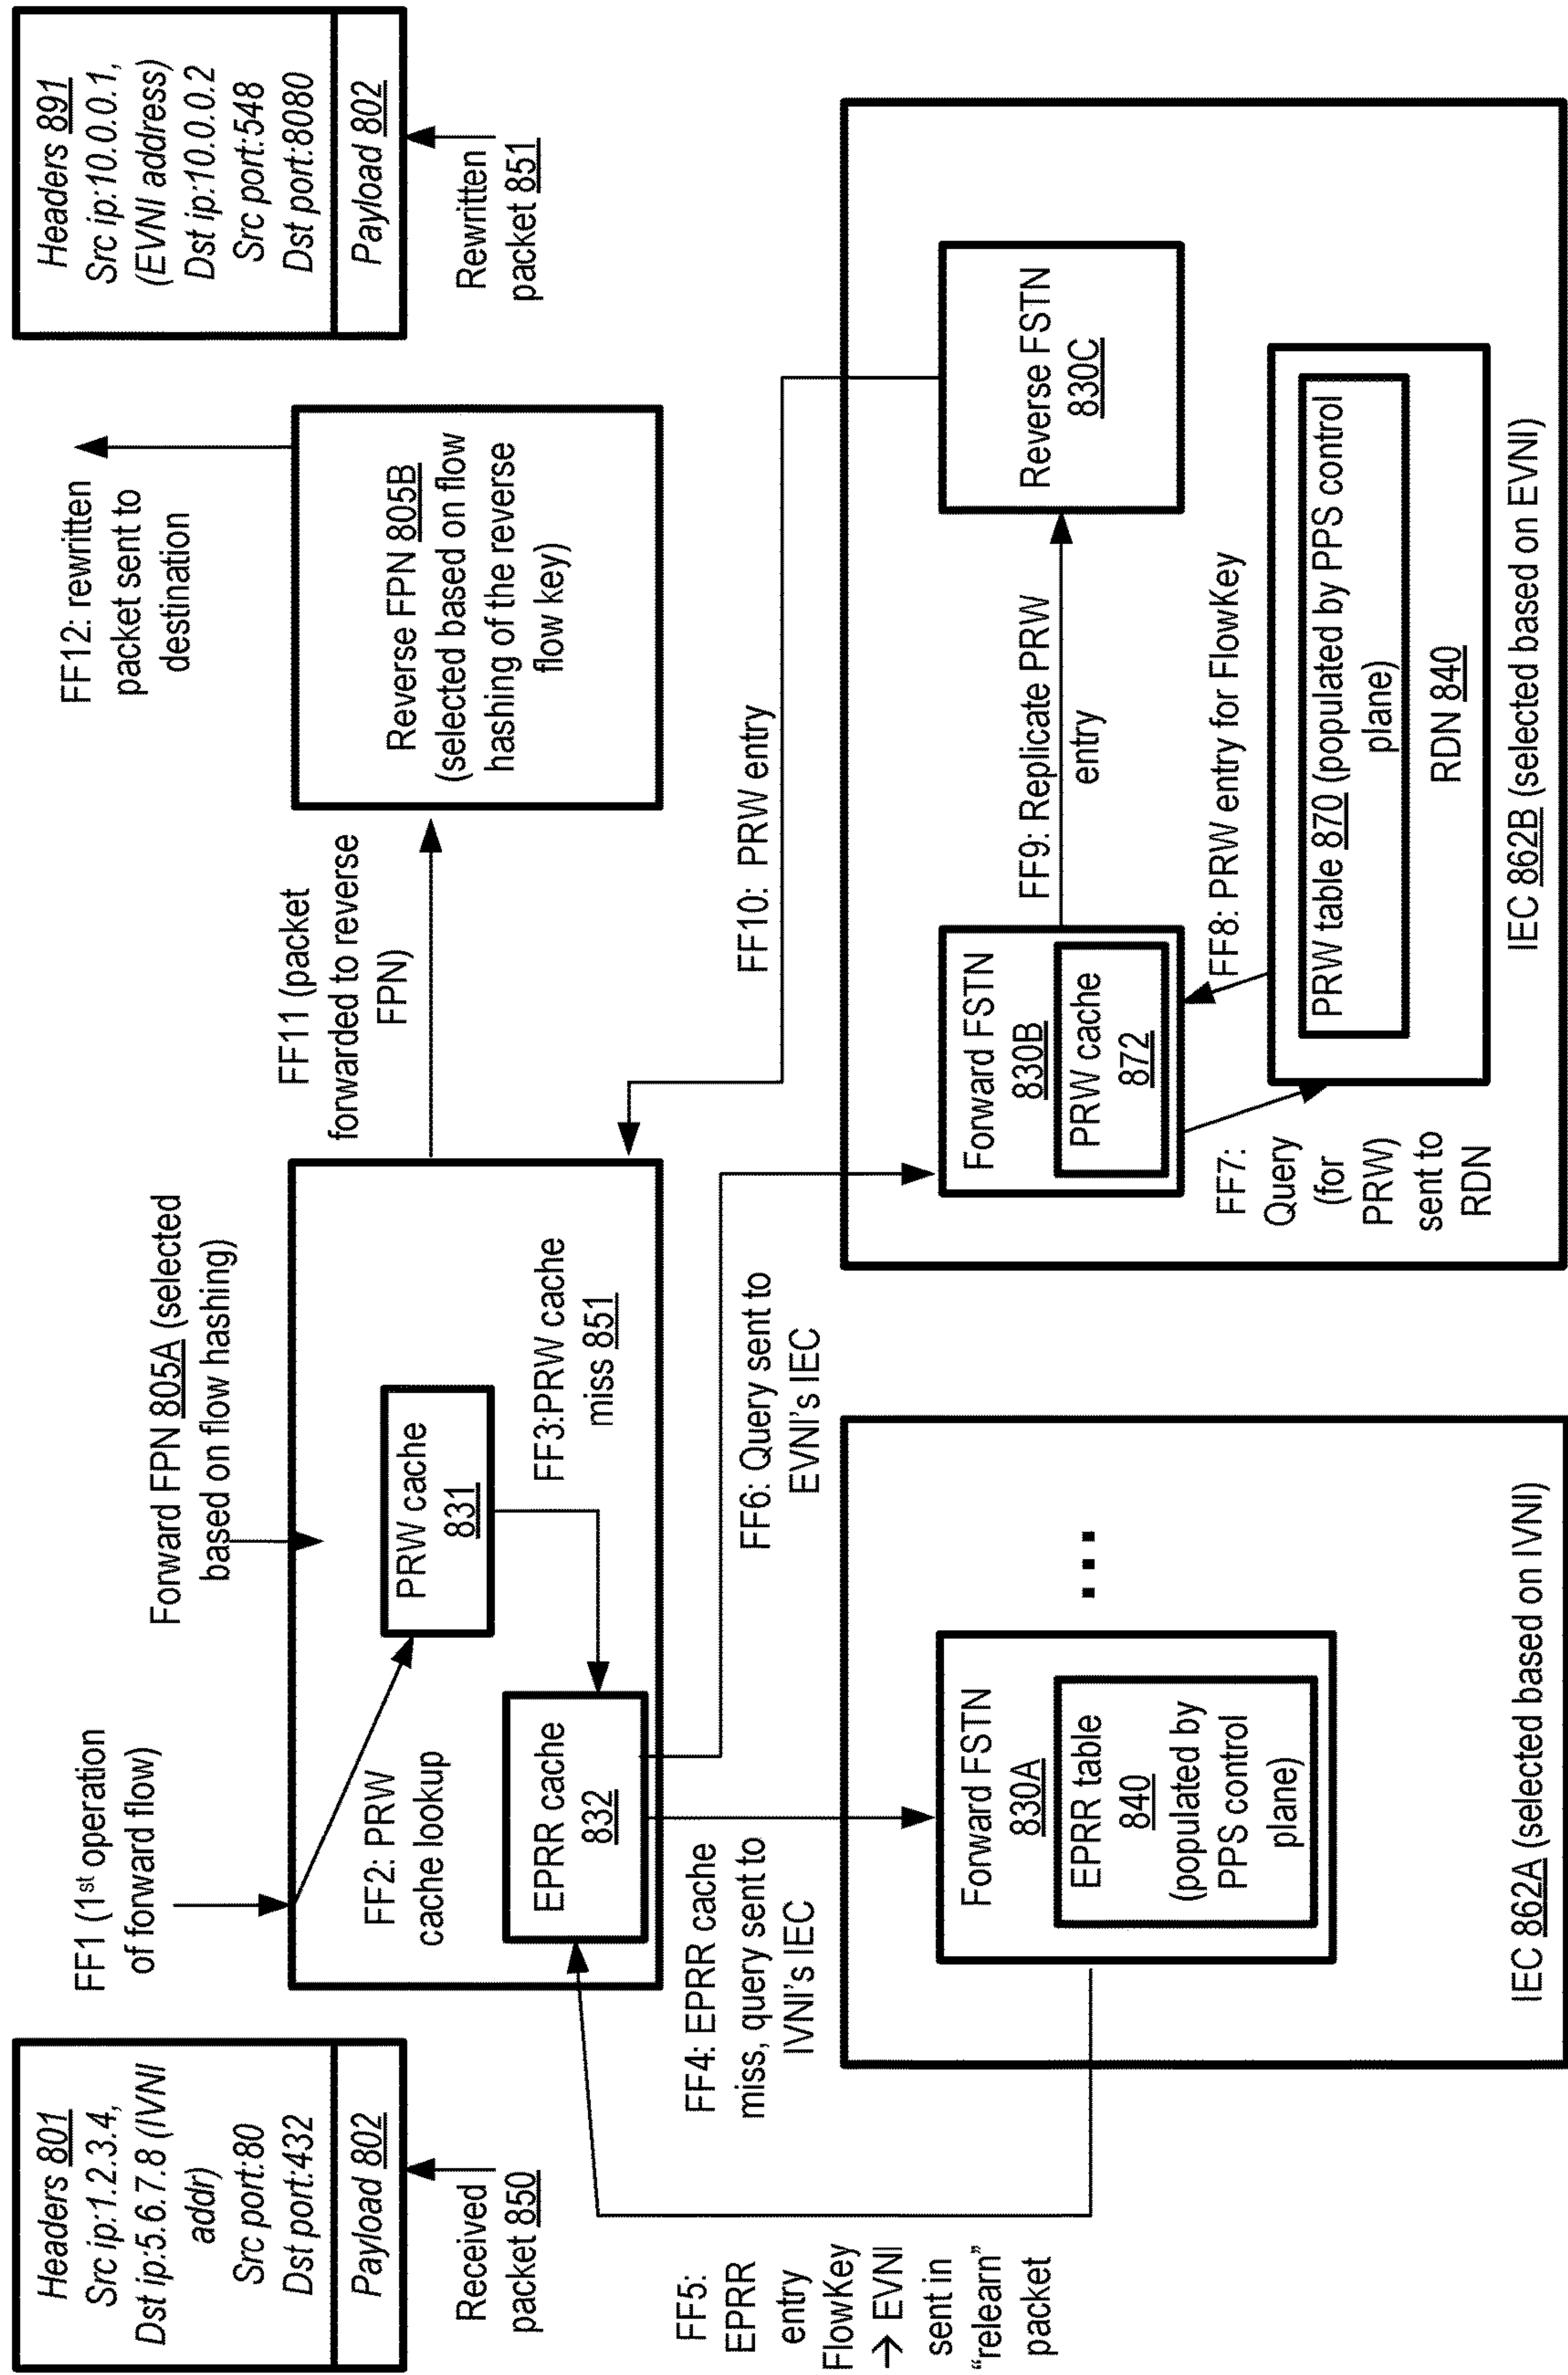 Headers 801
Src ip:1.2.3.4,
Dst ip:5.6.7.8 (IVNI
addr)
Src port:80
Dst port:432
Payload 802
Received
packet 850
FF1 (1st operation
of forward flow)
Forward FPN 805A (selected
based on flow hashing)
FF2: PRW
cache lookup
PRW cache
831
FF3:PRW cache
miss 851
EPRR cache
832
FF11 (packet
forwarded to reverse
FPN)
Reverse FPN 805B
(selected based on flow
hashing of the reverse
flow key)
FF12: rewritten
packet sent to
destination
Headers 891
Src ip:10.0.0.1,
(EVNI address)
Dst ip:10.0.0.2
Src port:548
Dst port:8080
Payload 802
Rewritten
packet 851
FF5:
EPRR
entry
FlowKey
→ EVNI
sent in
“relearn”
packet
FF4: EPRR cache
miss, query sent to
IVNI’s IEC
FF6: Query sent to
EVNI’s IEC
FF10: PRW entry
Forward FSTN
830A
EPRR table
840
(populated by
PPS control
plane)
...
IEC 862A (selected based on IVNI)
Forward FSTN
830B
PRW cache
872
FF9: Replicate PRW
entry
Reverse FSTN
830C
FF7:
Query
(for
PRW)
sent to
RDN
FF8: PRW entry for FlowKey
PRW table 870 (populated by PPS control
plane)
RDN 840
IEC 862B (selected based on EVNI)